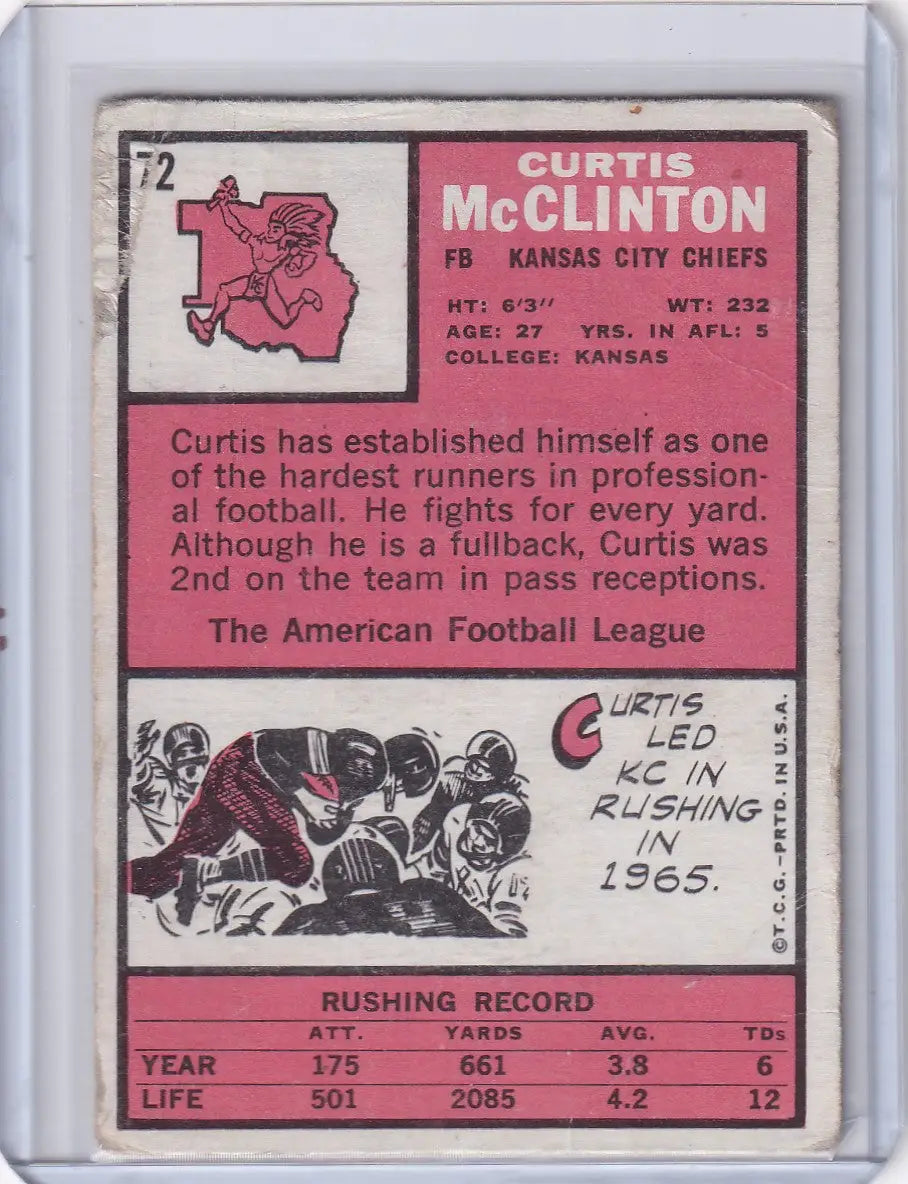 72
CURTIS
McCLINTON
FB KANSAS CITY CHIEFS
HT: 6'3" WT: 232
AGE: 27 YRS. IN AFL: 5
COLLEGE: KANSAS
KC
Curtis has established himself as one
of the hardest runners in profession-
al football. He fights for every yard.
Although he is a fullback, Curtis was
2nd on the team in pass receptions.
The American Football League
CURTIS
LED
KC IN
RUSHING
IN
1965.
©T.C.G.-PRTD. IN U.S.A.
RUSHING RECORD
ATT. YARDS AVG. TDs
YEAR 175 661 3.8 6
LIFE 501 2085 4.2 12